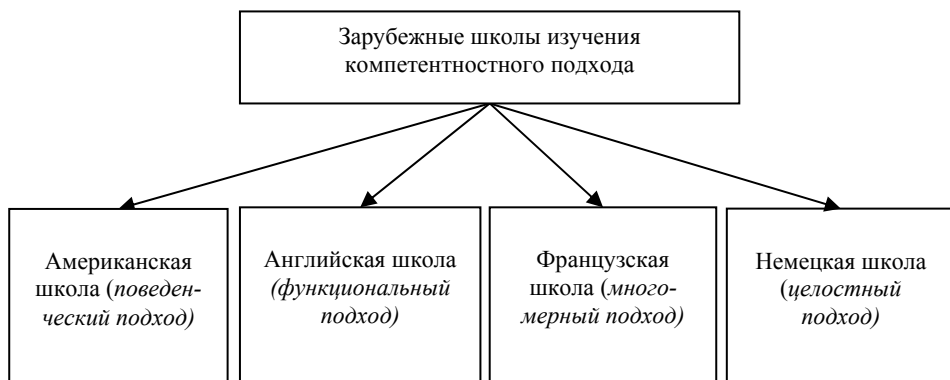 Зарубежные школы изучения
компетентностного подхода
Американская
школа (поведен-
ческий подход)
Английская школа
(функциональный
подход)
Французская
школа (много-
мерный подход)
Немецкая школа
(целостный
подход)